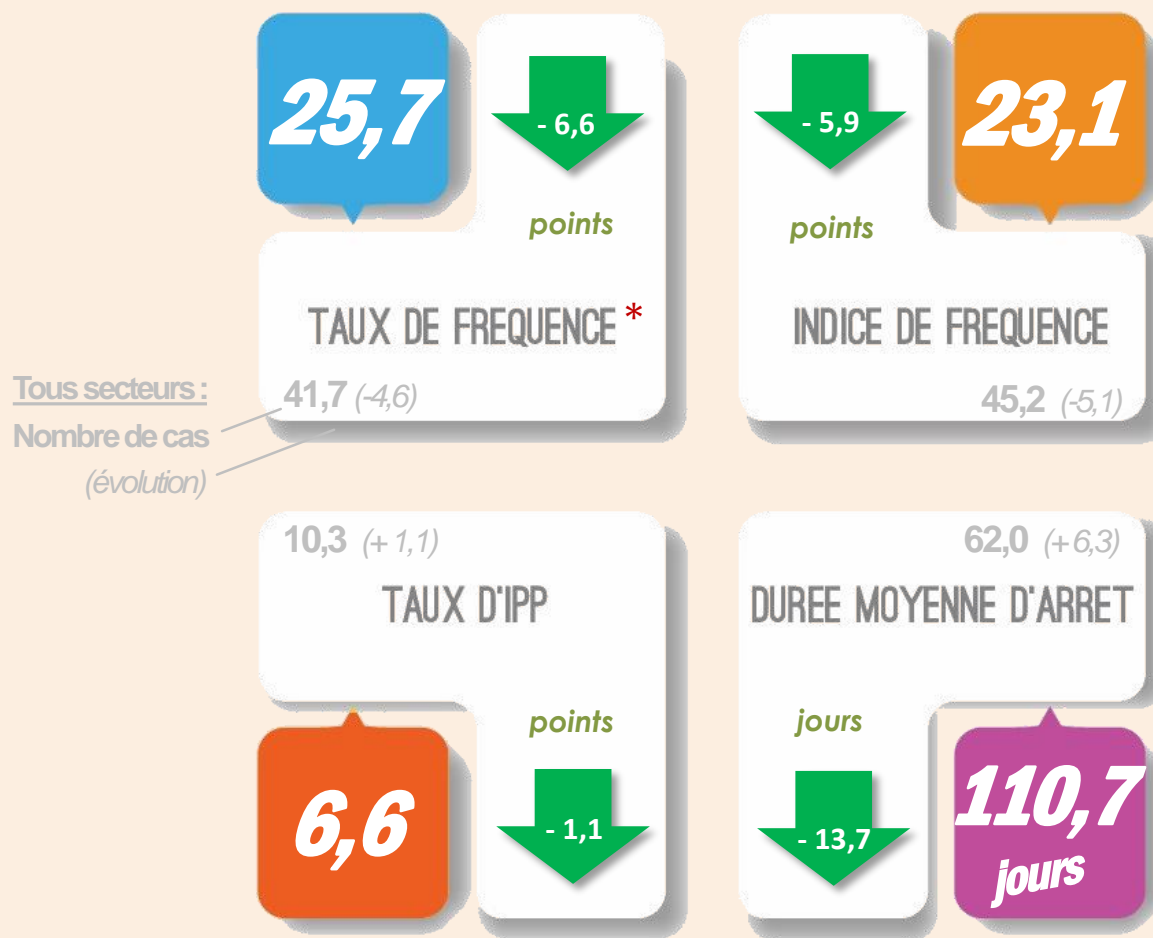 25,7
- 6,6
points
TAUX DE FREQUENCE *
41,7 (-4,6)
- 5,9
points
23,1
INDICE DE FREQUENCE
45,2 (-5,1)
Tous secteurs :
Nombre de cas
(évolution)
10,3 (+ 1,1)
TAUX D'IPP
points
- 1,1
6,6
62,0 (+ 6,3)
DUREE MOYENNE D'ARRET
jours
- 13,7
110,7
jours